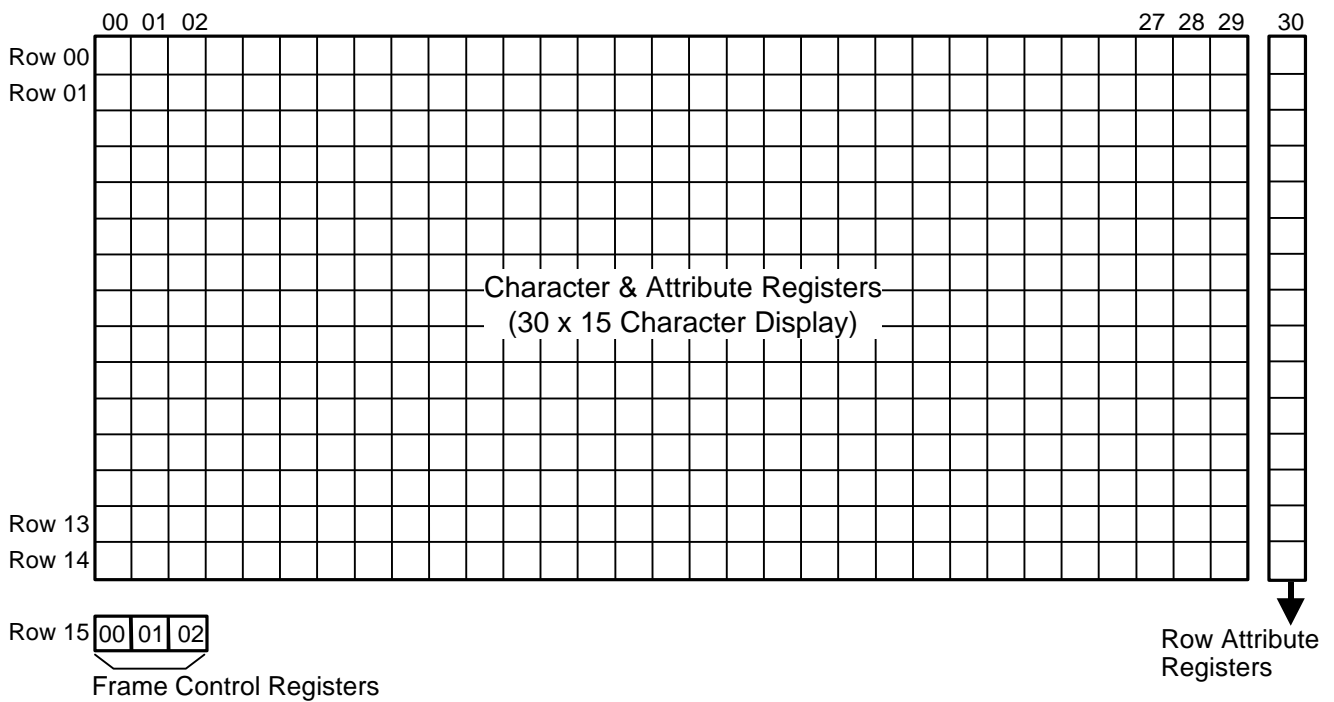 00 01 02 27 28 29 30
Row 00
Row 01
Character & Attribute Registers
(30 x 15 Character Display)
Row 13
Row 14
Row 15 00 01 02
Frame Control Registers
Row Attribute
Registers